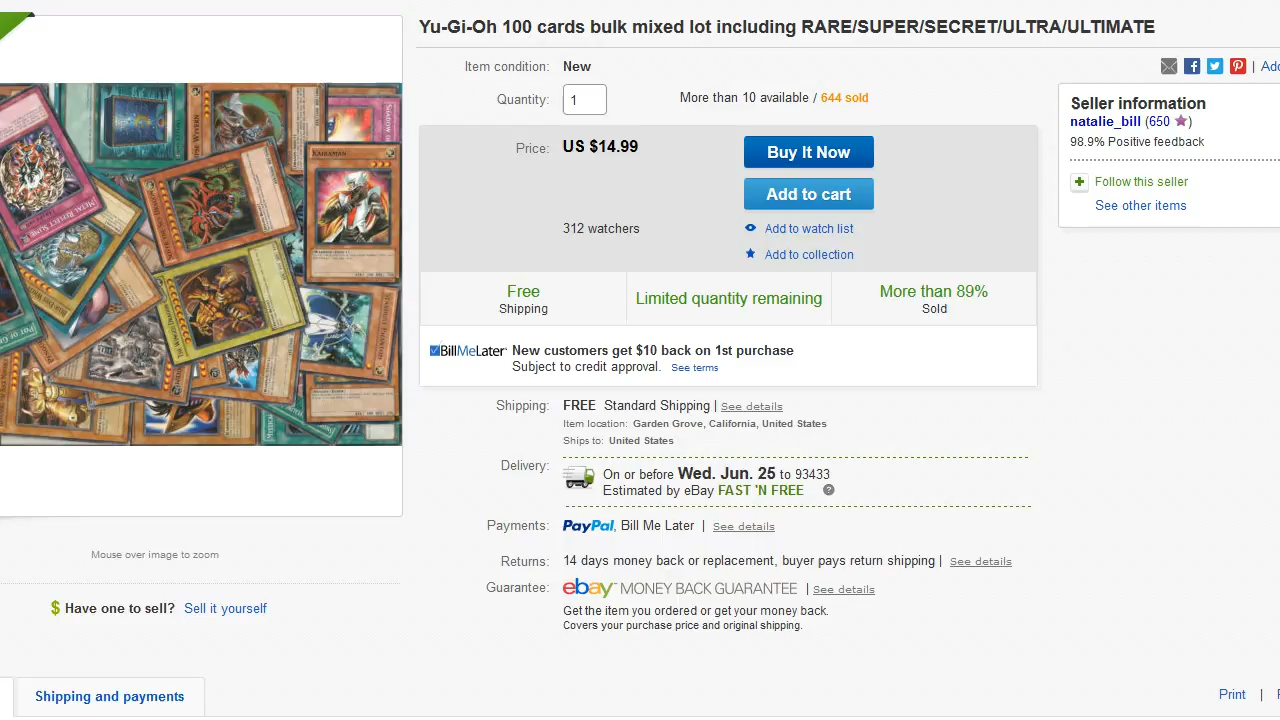 Yu-Gi-Oh 100 cards bulk mixed lot including RARE/SUPER/SECRET/ULTRA/ULTIMATE
Item condition: New
Quantity: 1
More than 10 available / 644 sold
Price: US $14.99
Buy It Now
Add to cart
312 watchers
Add to watch list
Add to collection
Free
Shipping
Limited quantity remaining
More than 89%
Sold
BillMeLater New customers get $10 back on 1st purchase
Subject to credit approval. See terms
Shipping: FREE Standard Shipping | See details
Item location: Garden Grove, California, United States
Ships to: United States
Delivery: On or before Wed. Jun. 25 to 93433
Estimated by eBay FAST 'N FREE ?
Payments: PayPal, Bill Me Later | See details
Returns: 14 days money back or replacement, buyer pays return shipping | See details
Guarantee: ebay MONEY BACK GUARANTEE | See details
Get the item you ordered or get your money back.
Covers your purchase price and original shipping.
| Add
Seller information
natalie_bill (650 )
98.9% Positive feedback
Follow this seller
See other items
KAIBAMAN
METAL REFLECT SLIME
Mouse over image to zoom
$ Have one to sell? Sell it yourself
Shipping and payments
Print |